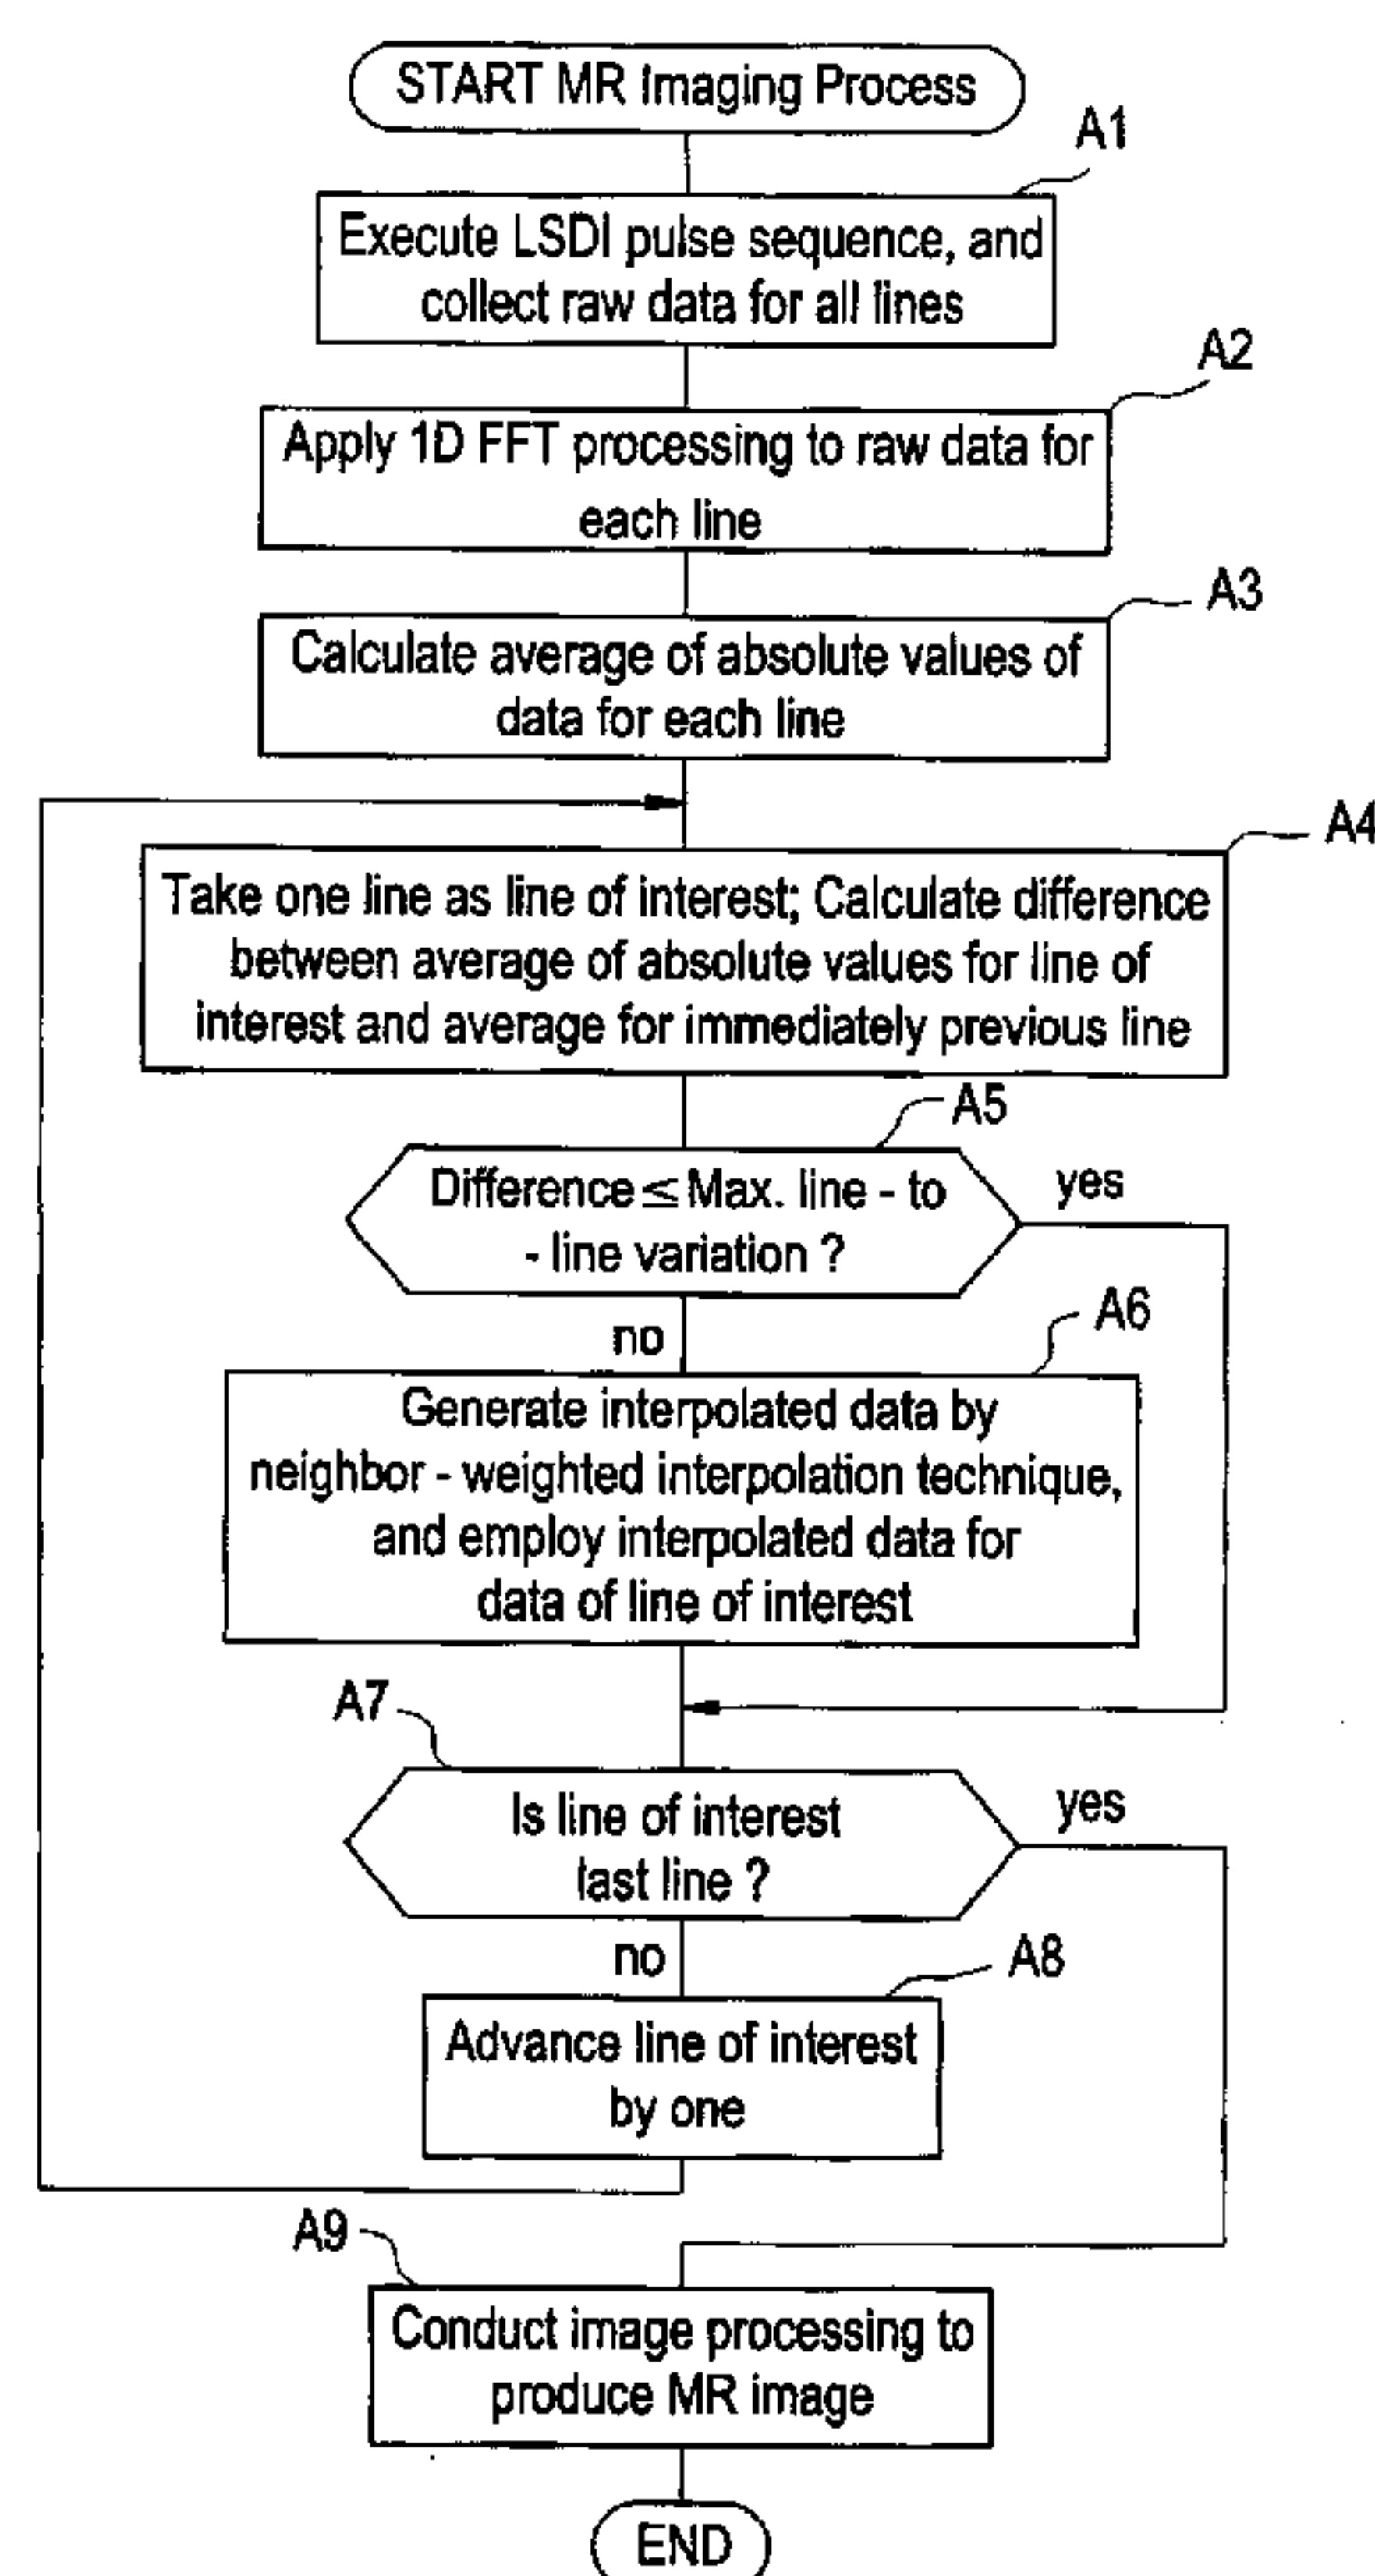 START MR Imaging Process
A1
Execute LSDI pulse sequence, and
collect raw data for all lines
A2
Apply 1D FFT processing to raw data for
each line
A3
Calculate average of absolute values of
data for each line
A4
Take one line as line of interest; Calculate difference
between average of absolute values for line of
interest and average for immediately previous line
A5
Difference ≤ Max. line - to
- line variation ?
yes
no
A6
Generate interpolated data by
neighbor - weighted interpolation technique,
and employ interpolated data for
data of line of interest
A7
Is line of interest
last line ?
yes
no
A8
Advance line of interest
by one
A9
Conduct image processing to
produce MR image
END